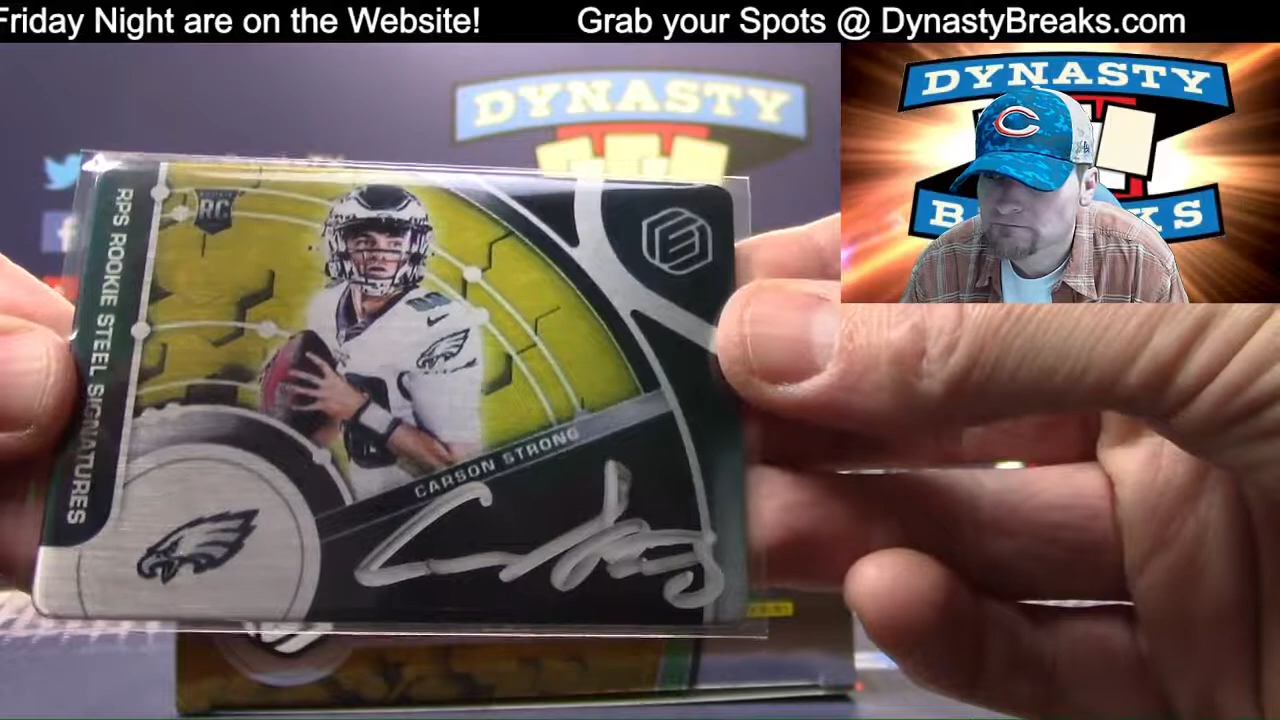 Friday Night are on the Website! Grab your Spots @ DynastyBreaks.com
DYNASTY
DYNASTY
RC
RPS ROOKIE STEEL SIGNATURES
CARSON STRONG